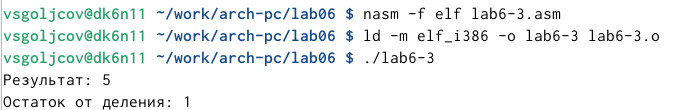 vsgoljcov@dk6n11 ~/work/arch-pc/lab06 $ nasm -f elf lab6-3.asm
vsgoljcov@dk6n11 ~/work/arch-pc/lab06 $ ld -m elf_i386 -o lab6-3 lab6-3.o
vsgoljcov@dk6n11 ~/work/arch-pc/lab06 $ ./lab6-3
Результат: 5
Остаток от деления: 1